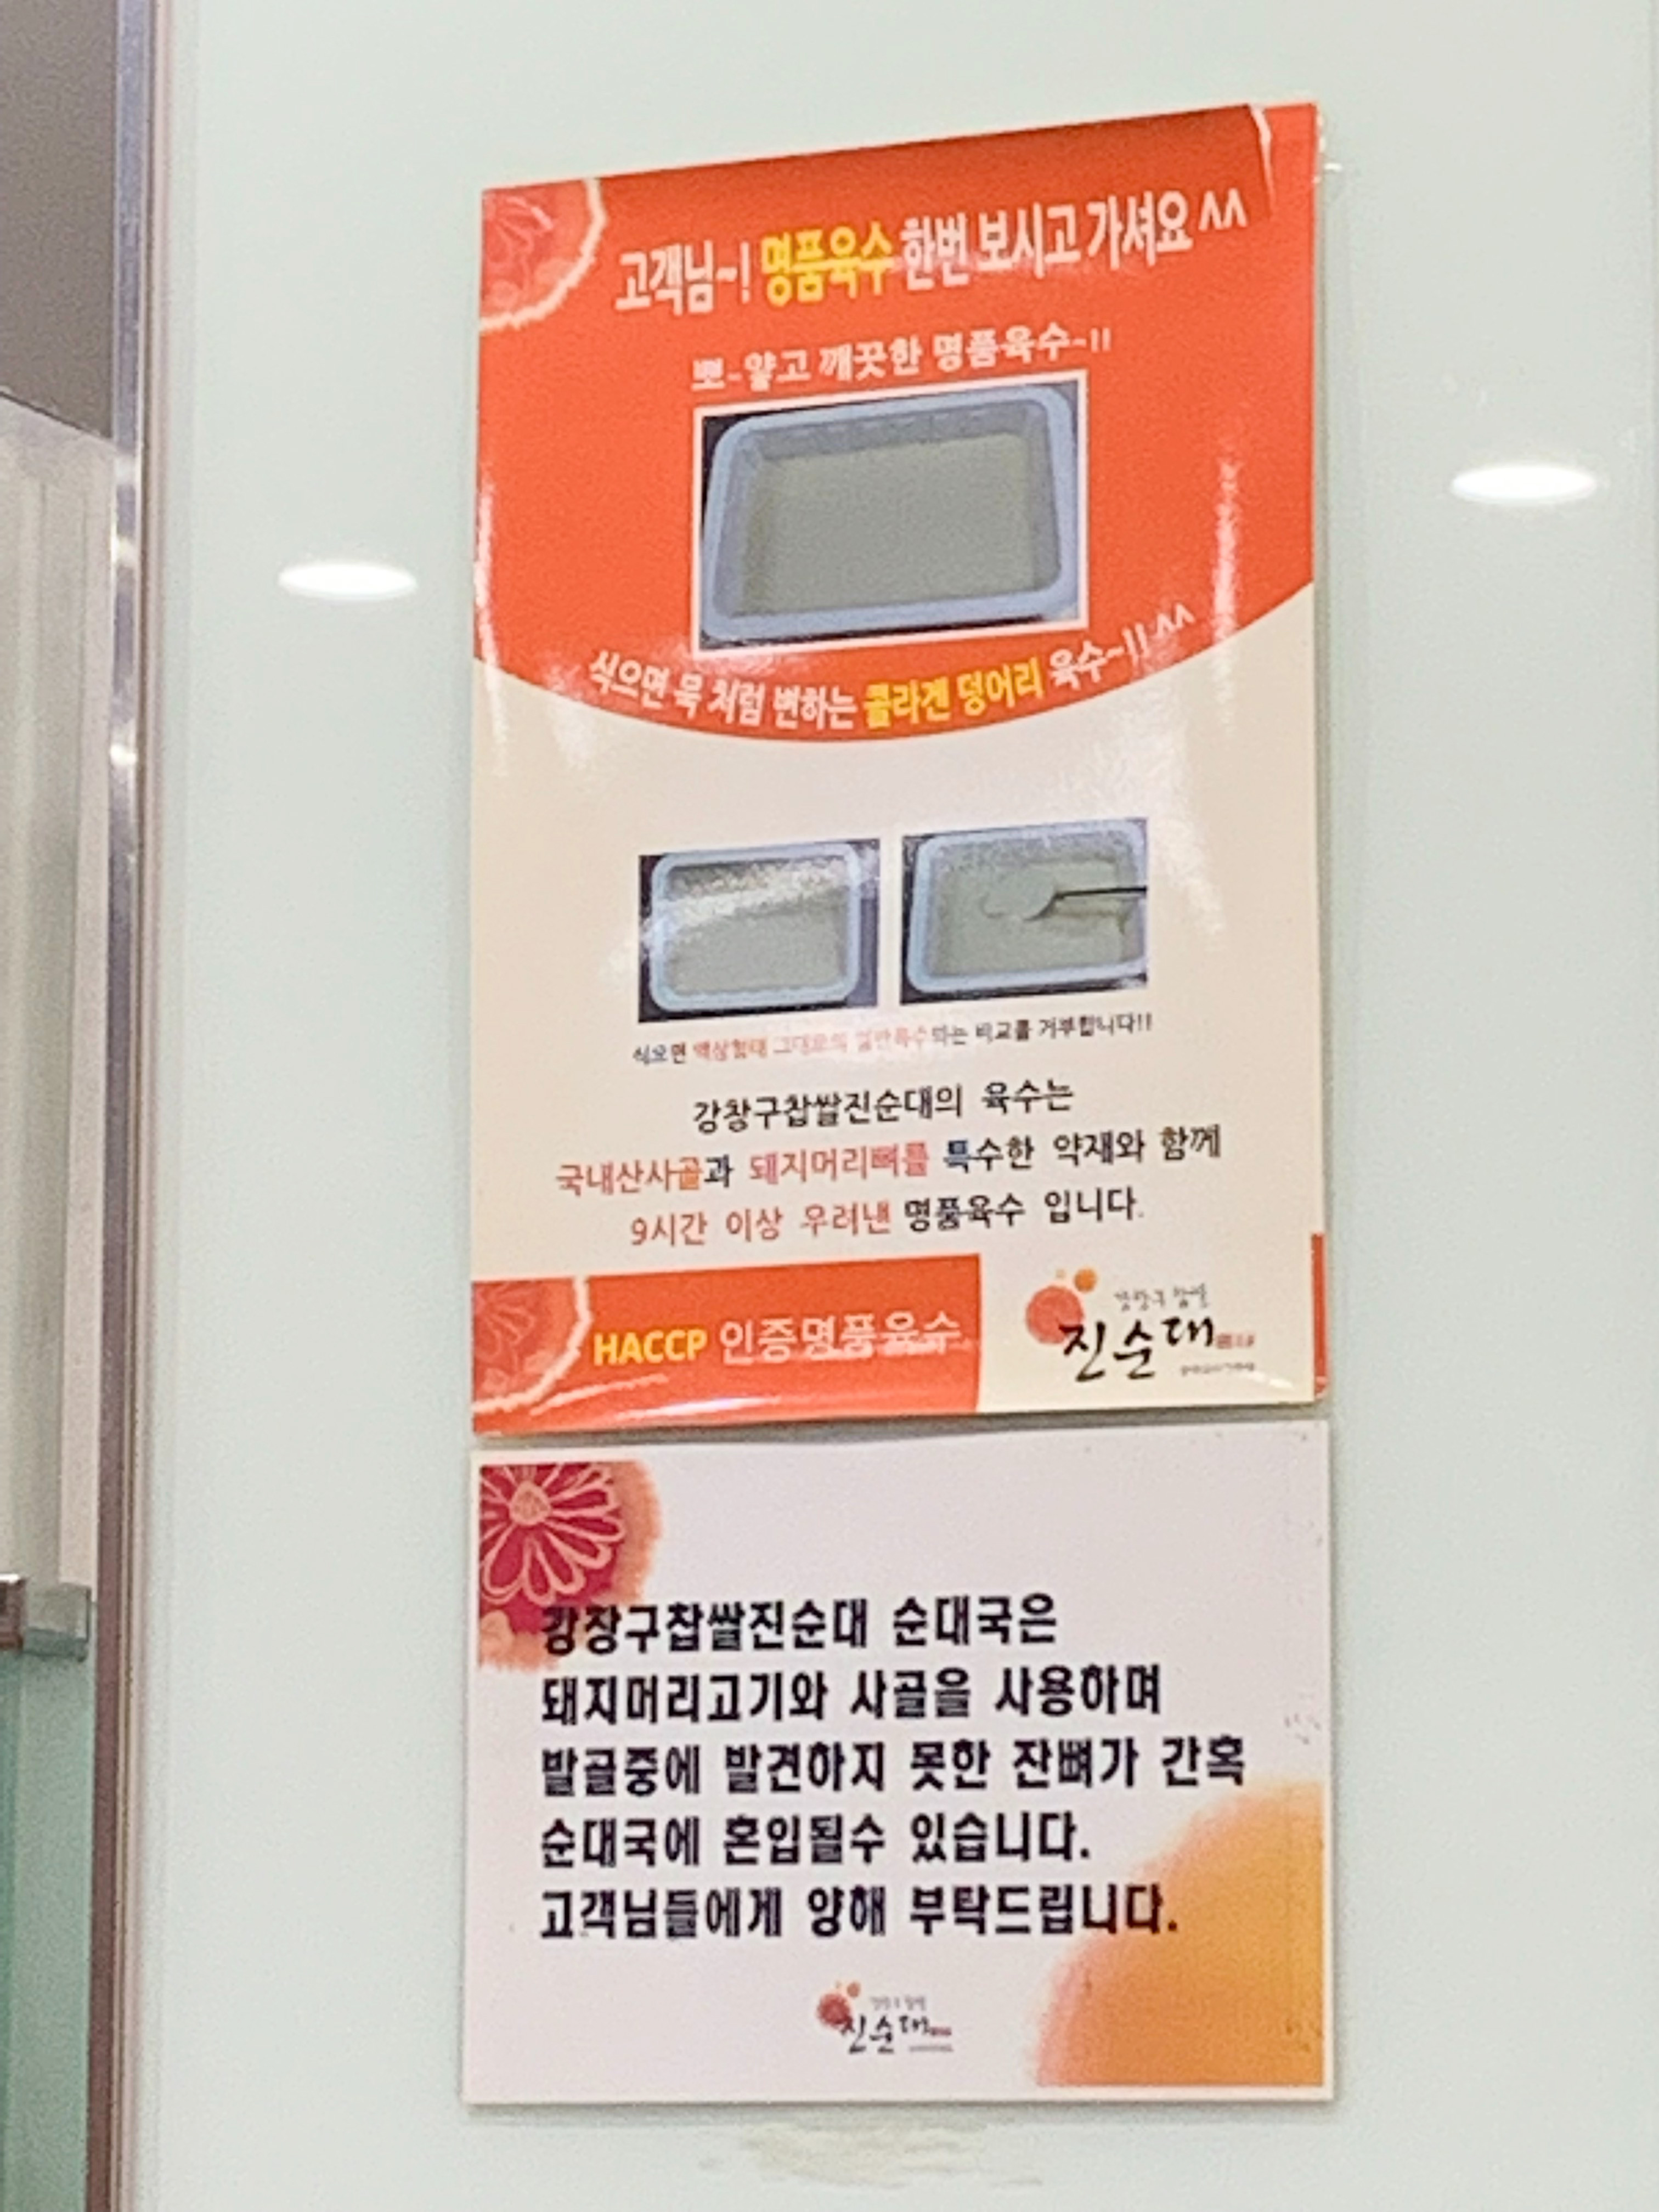 고객님~! 명품육수 한번 보시고 가셔요 ^^
뽀-얗고 깨끗한 명품육수~!!
식으면 묵 처럼 변하는 콜라겐 덩어리 육수~!! ^^
식으면 액상형태 그대로의 일반육수와는 비교를 거부합니다!!
강창구찹쌀진순대의 육수는
국내산사골과 돼지머리뼈를 특수한 약재와 함께
9시간 이상 우려낸 명품육수 입니다.
HACCP 인증명품육수
강창구 찹쌀
진순대
강창구찹쌀진순대 순대국은
돼지머리고기와 사골을 사용하며
발골중에 발견하지 못한 잔뼈가 간혹
순대국에 혼입될수 있습니다.
고객님들에게 양해 부탁드립니다.
강창구 찹쌀
진순대